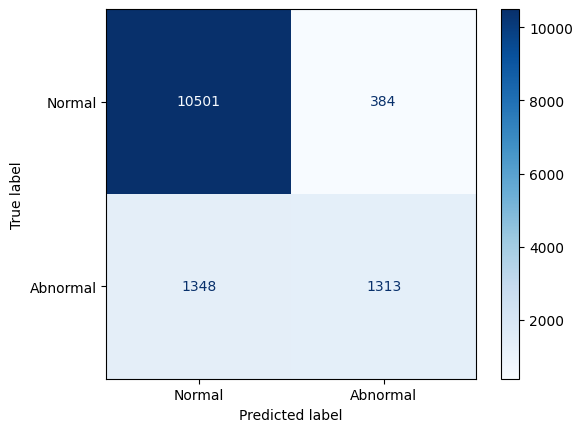 10000
Normal
10501
384
8000
True label
6000
4000
Abnormal
1348
1313
2000
Normal
Abnormal
Predicted label